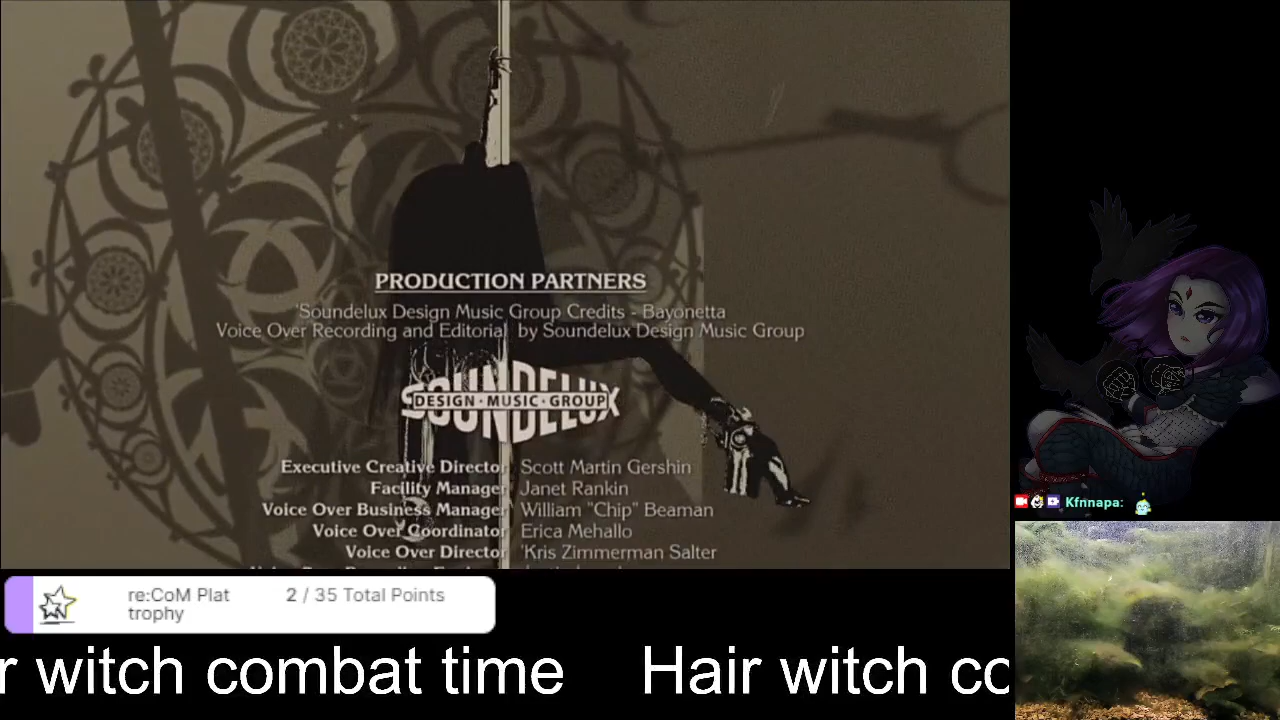 PRODUCTION PARTNERS
'Soundelux Design Music Group Credits - Bayonetta
Voice Over Recording and Editorial by Soundelux Design Music Group
SOUNDELUX
DESIGN · MUSIC · GROUP
Executive Creative Director Scott Martin Gershin
Facility Manager Janet Rankin
Voice Over Business Manager William "Chip" Beaman
Voice Over Coordinator Erica Mehallo
Voice Over Director 'Kris Zimmerman Salter
Kfnnapa:
re:CoM Plat trophy 2 / 35 Total Points
r witch combat time Hair witch co